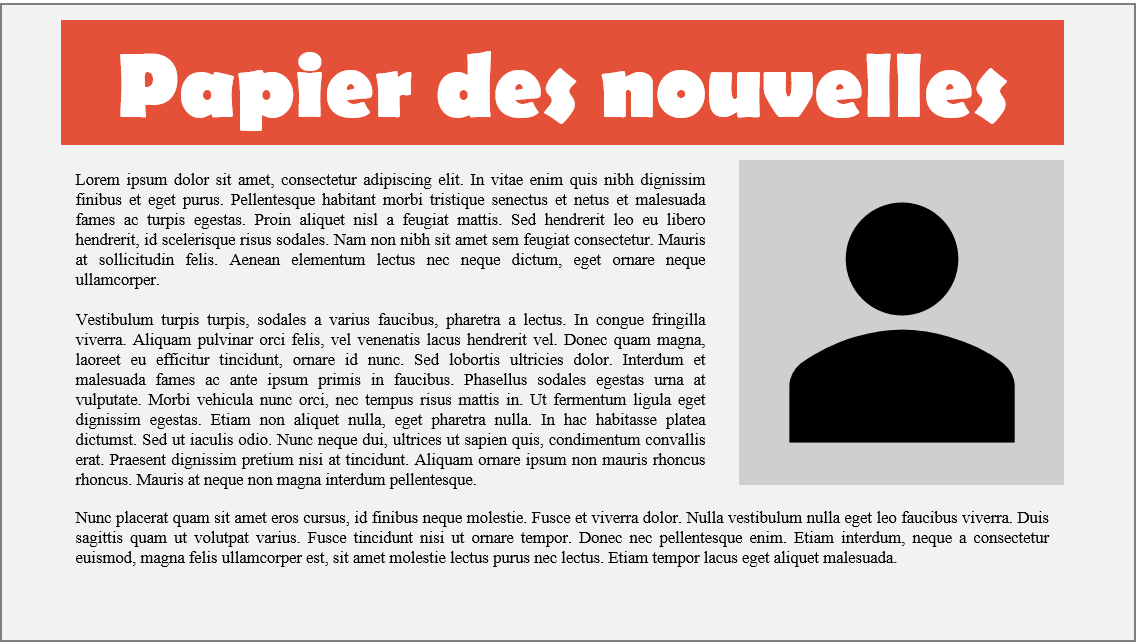 Papier des nouvelles
Lorem ipsum dolor sit amet, consectetur adipiscing elit. In vitae enim quis nibh dignissim
finibus et eget purus. Pellentesque habitant morbi tristique senectus et netus et malesuada
fames ac turpis egestas. Proin aliquet nisl a feugiat mattis. Sed hendrerit leo eu libero
hendrerit, id scelerisque risus sodales. Nam non nibh sit amet sem feugiat consectetur. Mauris
at sollicitudin felis. Aenean elementum lectus nec neque dictum, eget ornare neque
ullamcorper.
Vestibulum turpis turpis, sodales a varius faucibus, pharetra a lectus. In congue fringilla
viverra. Aliquam pulvinar orci felis, vel venenatis lacus hendrerit vel. Donec quam magna,
laoreet eu efficitur tincidunt, ornare id nunc. Sed lobortis ultricies dolor. Interdum et
malesuada fames ac ante ipsum primis in faucibus. Phasellus sodales egestas urna at
vulputate. Morbi vehicula nunc orci, nec tempus risus mattis in. Ut fermentum ligula eget
dignissim egestas. Etiam non aliquet nulla, eget pharetra nulla. In hac habitasse platea
dictumst. Sed ut iaculis odio. Nunc neque dui, ultrices ut sapien quis, condimentum convallis
erat. Praesent dignissim pretium nisi at tincidunt. Aliquam ornare ipsum non mauris rhoncus
rhoncus. Mauris at neque non magna interdum pellentesque.
Nunc placerat quam sit amet eros cursus, id finibus neque molestie. Fusce et viverra dolor. Nulla vestibulum nulla eget leo faucibus viverra. Duis
sagittis quam ut volutpat varius. Fusce tincidunt nisi ut ornare tempor. Donec nec pellentesque enim. Etiam interdum, neque a consectetur
euismod, magna felis ullamcorper est, sit amet molestie lectus purus nec lectus. Etiam tempor lacus eget aliquet malesuada.